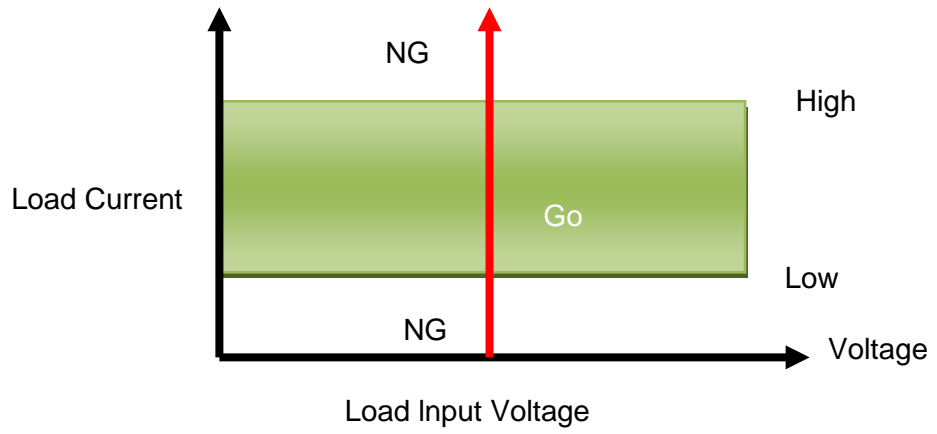 NG
High
Load Current
Go
Low
NG
Voltage
Load Input Voltage